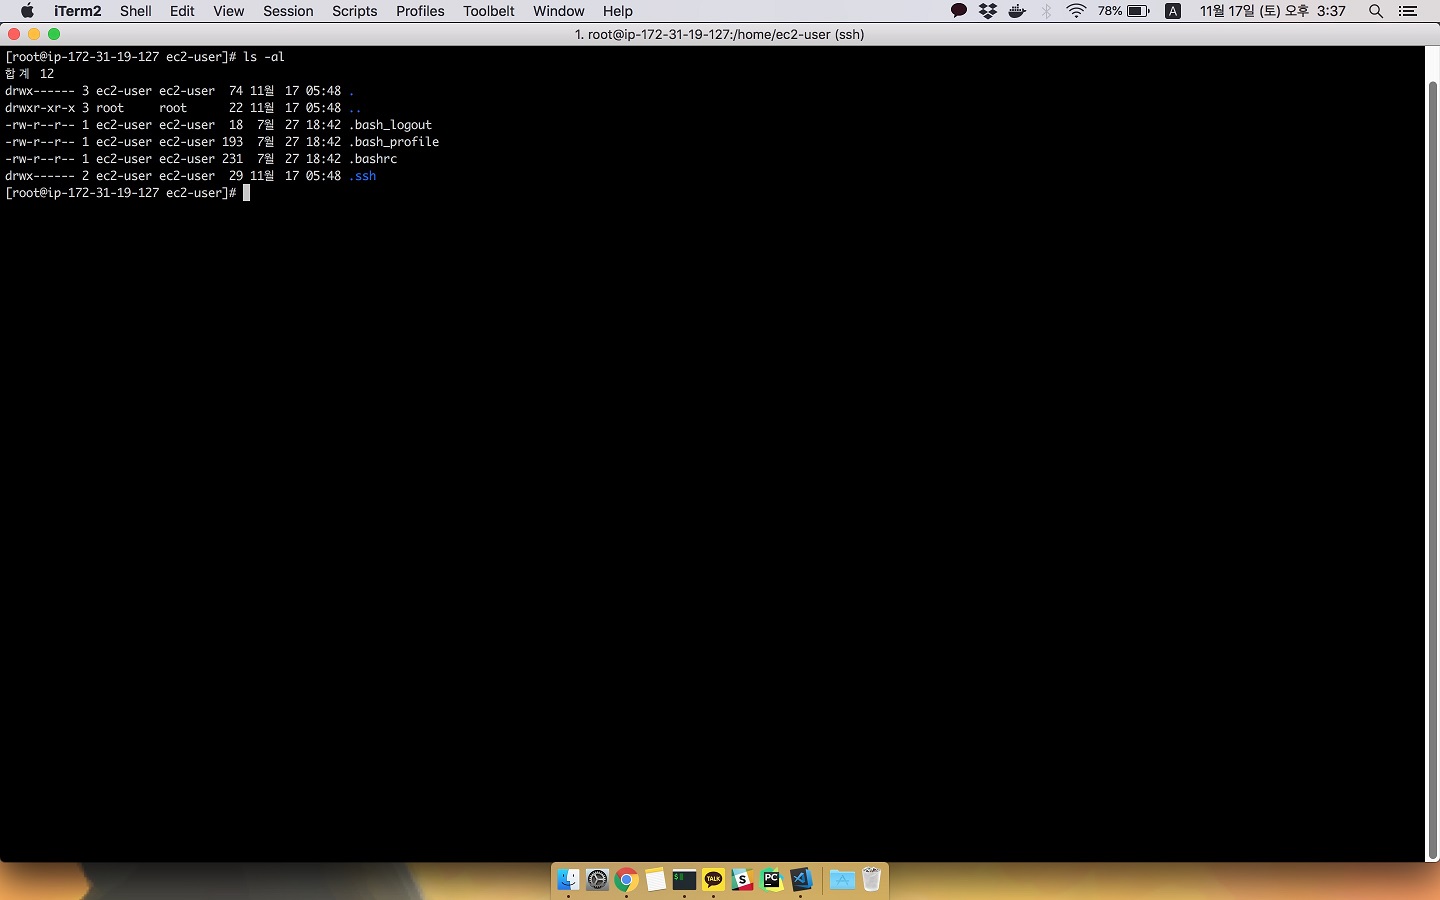 iTerm2 Shell Edit View Session Scripts Profiles Toolbelt Window Help 78% A 11월 17일 (토) 오후 3:37
1. root@ip-172-31-19-127:/home/ec2-user (ssh)
[root@ip-172-31-19-127 ec2-user]# ls -al
합계 12
drwx------ 3 ec2-user ec2-user  74 11월  17 05:48 .
drwxr-xr-x 3 root     root      22 11월  17 05:48 ..
-rw-r--r-- 1 ec2-user ec2-user  18  7월  27 18:42 .bash_logout
-rw-r--r-- 1 ec2-user ec2-user 193  7월  27 18:42 .bash_profile
-rw-r--r-- 1 ec2-user ec2-user 231  7월  27 18:42 .bashrc
drwx------ 2 ec2-user ec2-user  29 11월  17 05:48 .ssh
[root@ip-172-31-19-127 ec2-user]#
$ TALK S PC